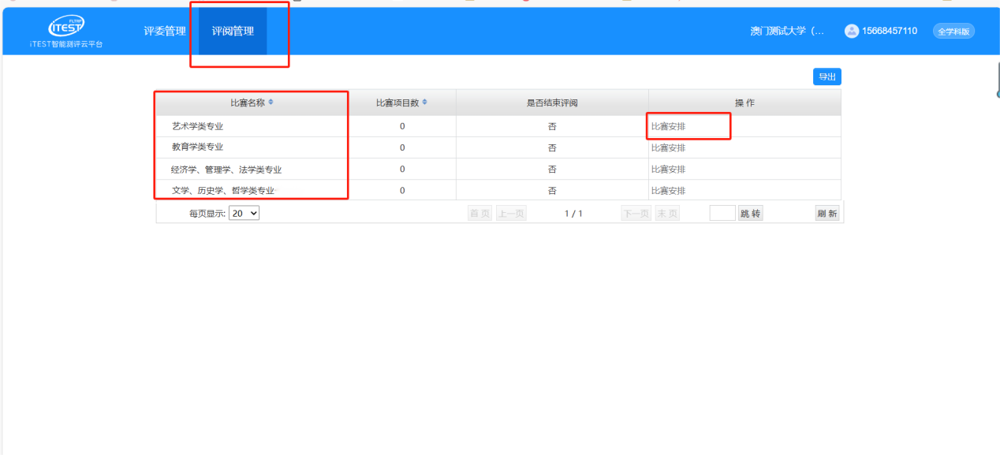 FLTRP
iTEST
iTEST智能测评云平台
评委管理
评阅管理
澳门测试大学（...
15668457110
全学科版
导出
比赛名称
比赛项目数
是否结束评阅
操 作
艺术学类专业
0
否
比赛安排
教育学类专业
0
否
比赛安排
经济学、管理学、法学类专业
0
否
比赛安排
文学、历史学、哲学类专业
0
否
比赛安排
每页显示: 20
首 页
上一页
1 / 1
下一页
末 页
跳 转
刷 新